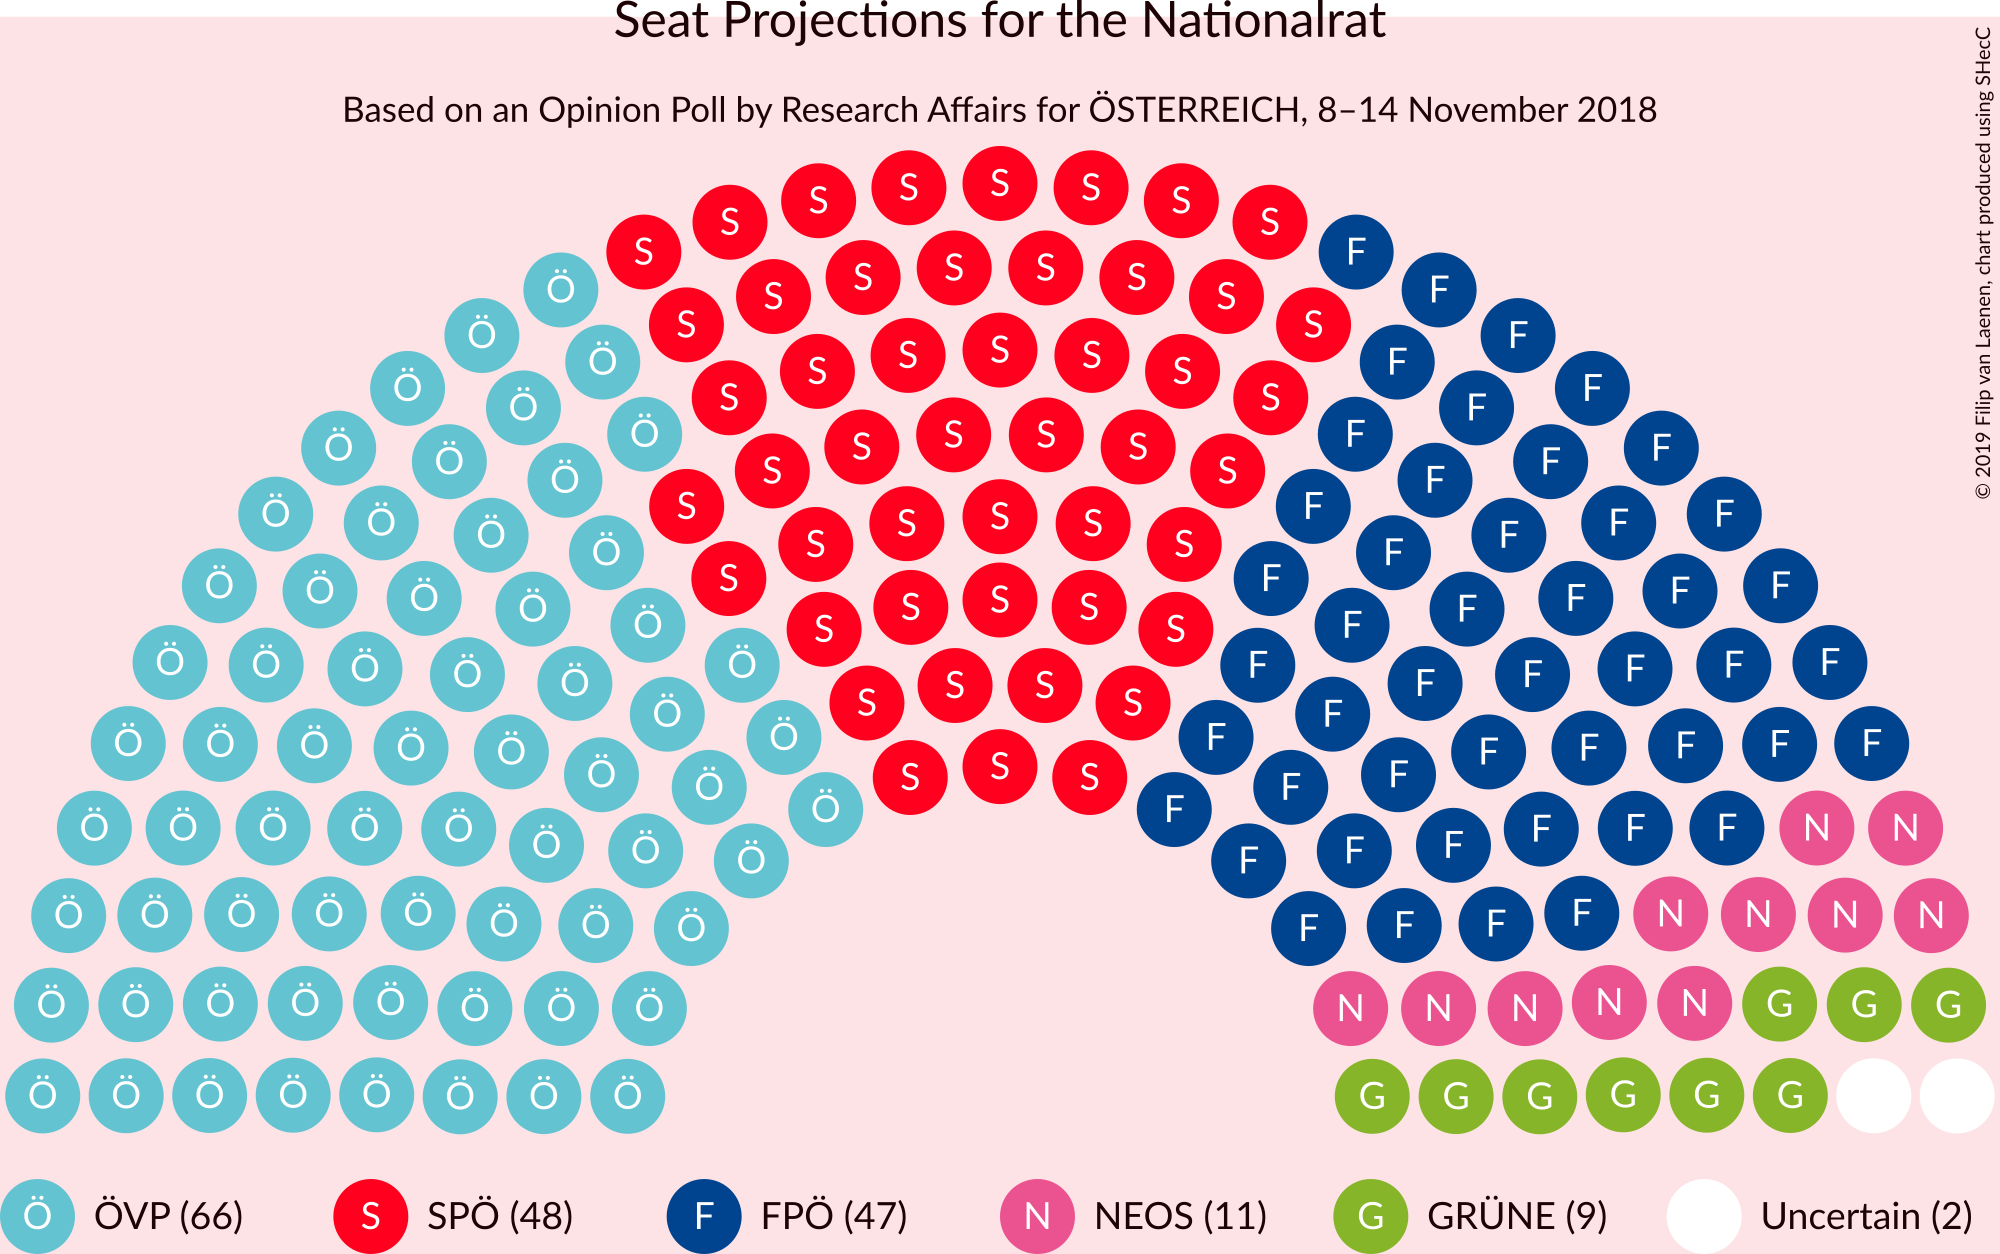 Seat Projections for the Nationalrat
Based on an Opinion Poll by Research Affairs for ÖSTERREICH, 8–14 November 2018
© 2019 Filip van Laenen, chart produced using SHecC
S S S S S S S S F
Ö S S S S S S S S F
Ö Ö S S S S S S S F F
Ö Ö Ö S S S S S S F F F
Ö Ö Ö S S S S S F F F
Ö Ö Ö S S S S S F F F
Ö Ö Ö Ö S S S S S F F F F
Ö Ö Ö Ö Ö S S S S F F F F F
Ö Ö Ö Ö Ö Ö Ö S S S F F F F F F
Ö Ö Ö Ö Ö Ö Ö Ö F F F F F F N N
Ö Ö Ö Ö Ö Ö Ö Ö F F F F N N N N
Ö Ö Ö Ö Ö Ö Ö Ö N N N N N G G G
Ö Ö Ö Ö Ö Ö Ö Ö G G G G G G
Ö ÖVP (66) S SPÖ (48) F FPÖ (47) N NEOS (11) G GRÜNE (9) Uncertain (2)